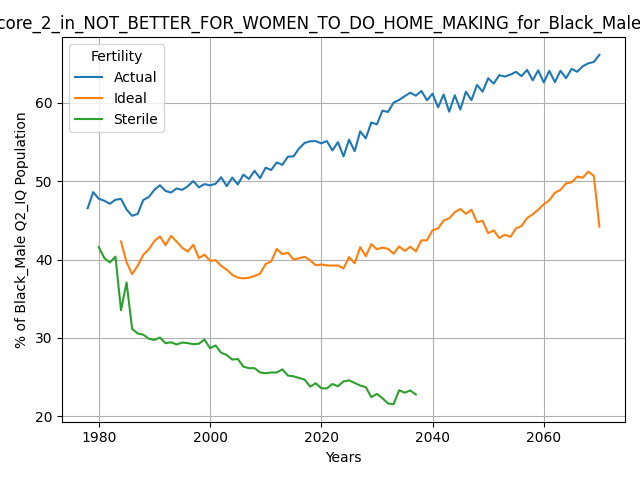 core_2_in_NOT_BETTER_FOR_WOMEN_TO_DO_HOME_MAKING_for_Black_Male
Fertility
Actual
Ideal
Sterile
60
50
40
30
20
% of Black_Male Q2_IQ Population
1980 2000 2020 2040 2060
Years